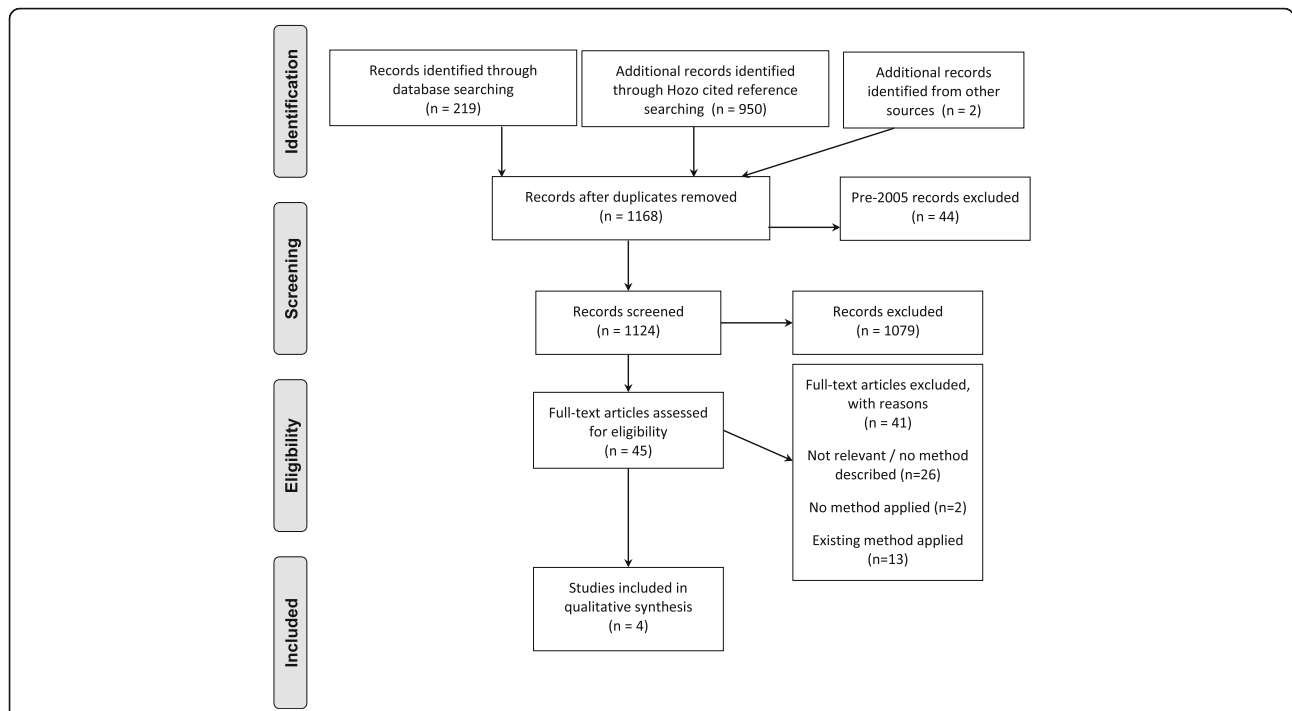 Identification
Records identified through
database searching
(n = 219)
Additional records identified
through Hozo cited reference
searching (n = 950)
Additional records
identified from other
sources (n = 2)
Records after duplicates removed
(n = 1168)
Pre-2005 records excluded
(n = 44)
Screening
Records screened
(n = 1124)
Records excluded
(n = 1079)
Eligibility
Full-text articles assessed
for eligibility
(n = 45)
Full-text articles excluded,
with reasons
(n = 41)
Not relevant / no method
described (n=26)
No method applied (n=2)
Existing method applied
(n=13)
Included
Studies included in
qualitative synthesis
(n = 4)